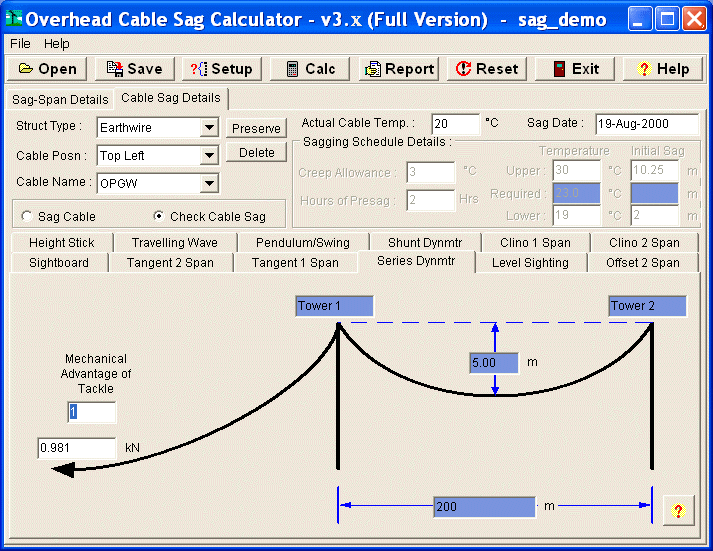 Overhead Cable Sag Calculator - v3.x (Full Version) - sag_demo
File Help
Open Save ?{ Setup Calc Report Reset Exit ? Help
Sag-Span Details Cable Sag Details
Struct Type : Earthwire Preserve
Cable Posn : Top Left Delete
Cable Name : OPGW
Sag Cable Check Cable Sag
Actual Cable Temp. : 20 °C Sag Date : 19-Aug-2000
Sagging Schedule Details :
Temperature Initial Sag
Creep Allowance : 3 °C Upper : 30 °C 10.25 m
Required : 23.0 °C m
Hours of Presag : 2 Hrs
Lower : 19 °C 2 m
Height Stick Travelling Wave Pendulum/Swing Shunt Dynmtr Clino 1 Span Clino 2 Span
Sightboard Tangent 2 Span Tangent 1 Span Series Dynmtr Level Sighting Offset 2 Span
Tower 1 Tower 2
Mechanical
Advantage of
Tackle
1
5.00 m
0.981 kN
200 m
?